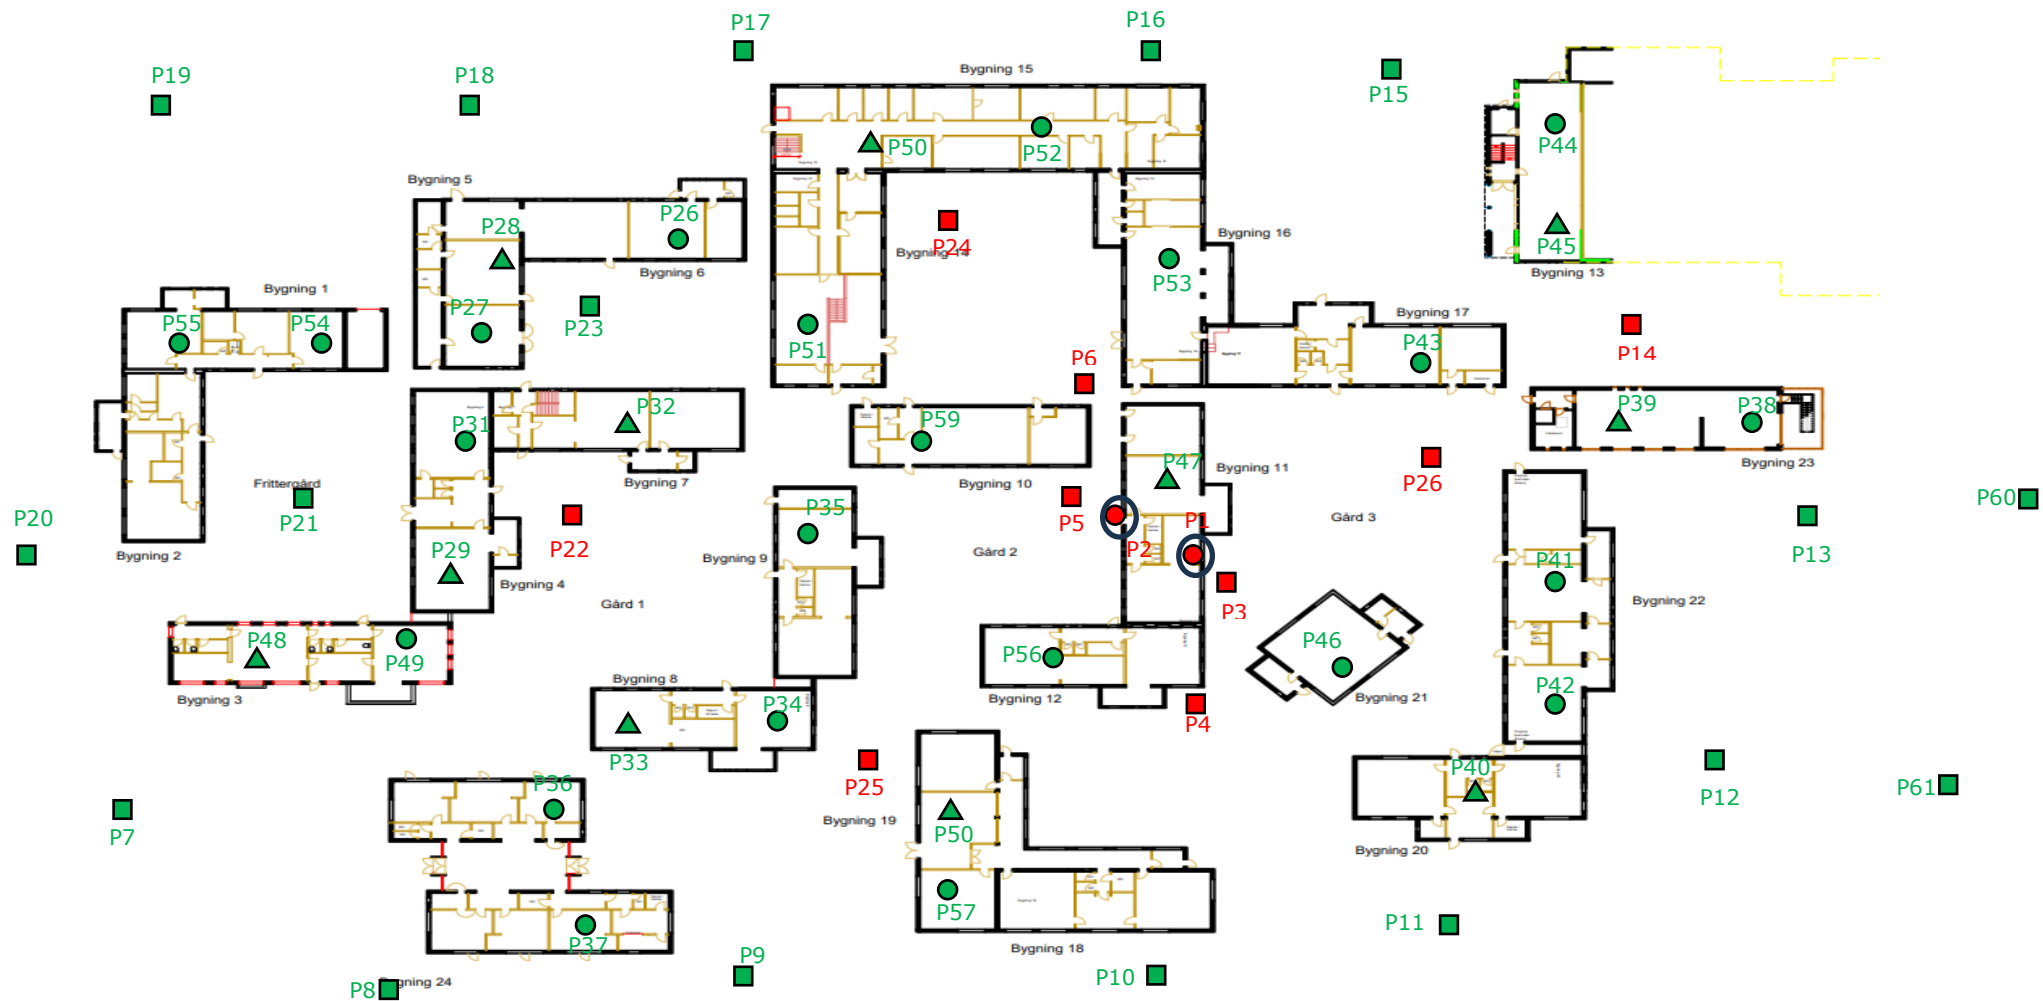 P17
P16
P19
P18
Bygning 15
P15
P50
P52
P44
P45
Bygning 13
Bygning 5
P28
P26
Bygning 6
P24
Bygning 14
Bygning 16
P53
Bygning 1
P55
P54
P27
P23
P51
P6
Bygning 17
P43
P14
P31
P32
P59
P39
P38
Bygning 23
Frittergård
P21
Bygning 7
Bygning 10
P47
Bygning 11
P26
P60
P20
Bygning 2
P22
P35
P5
P1
P2
Gård 3
P13
P29
Bygning 4
Bygning 9
Gård 2
P41
Gård 1
P3
Bygning 22
P48
P49
Bygning 3
Bygning 8
P34
P33
P56
Bygning 12
P4
P46
Bygning 21
P42
P25
P40
P12
P61
P7
P36
Bygning 19
P50
Bygning 20
P57
P37
Bygning 18
P11
P8
Bygning 24
P9
P10